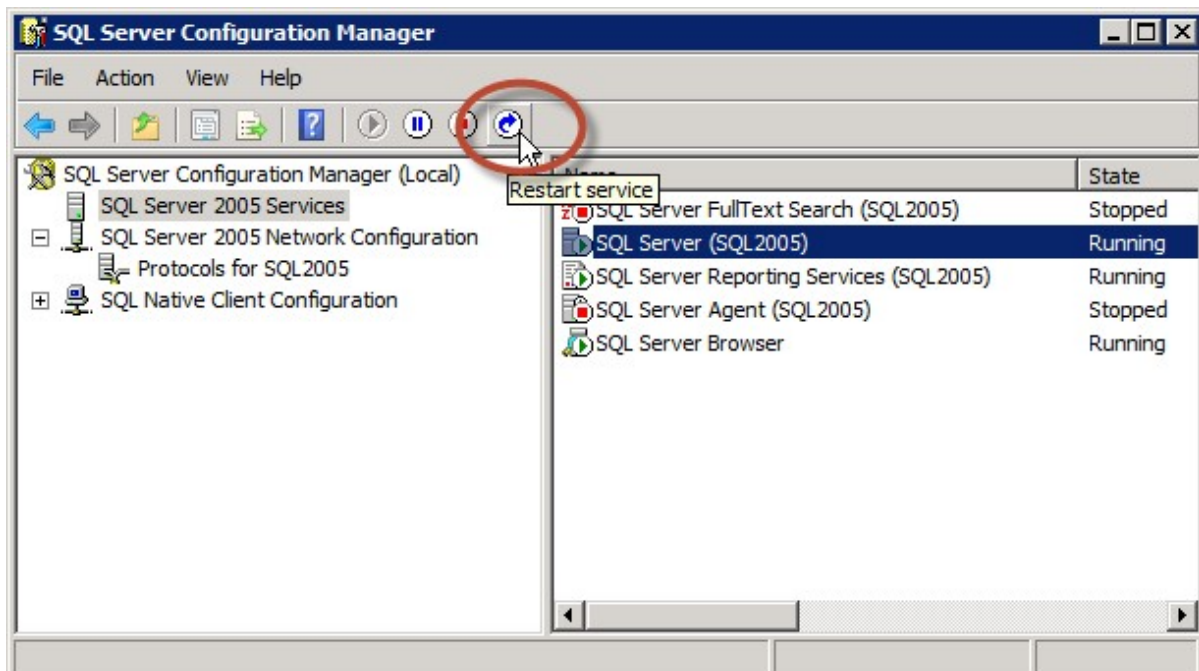 SQL Server Configuration Manager
File Action View Help
SQL Server Configuration Manager (Local)
SQL Server 2005 Services
SQL Server 2005 Network Configuration
Protocols for SQL2005
SQL Native Client Configuration
Restart service
State
SQL Server FullText Search (SQL2005) Stopped
SQL Server (SQL2005) Running
SQL Server Reporting Services (SQL2005) Running
SQL Server Agent (SQL2005) Stopped
SQL Server Browser Running